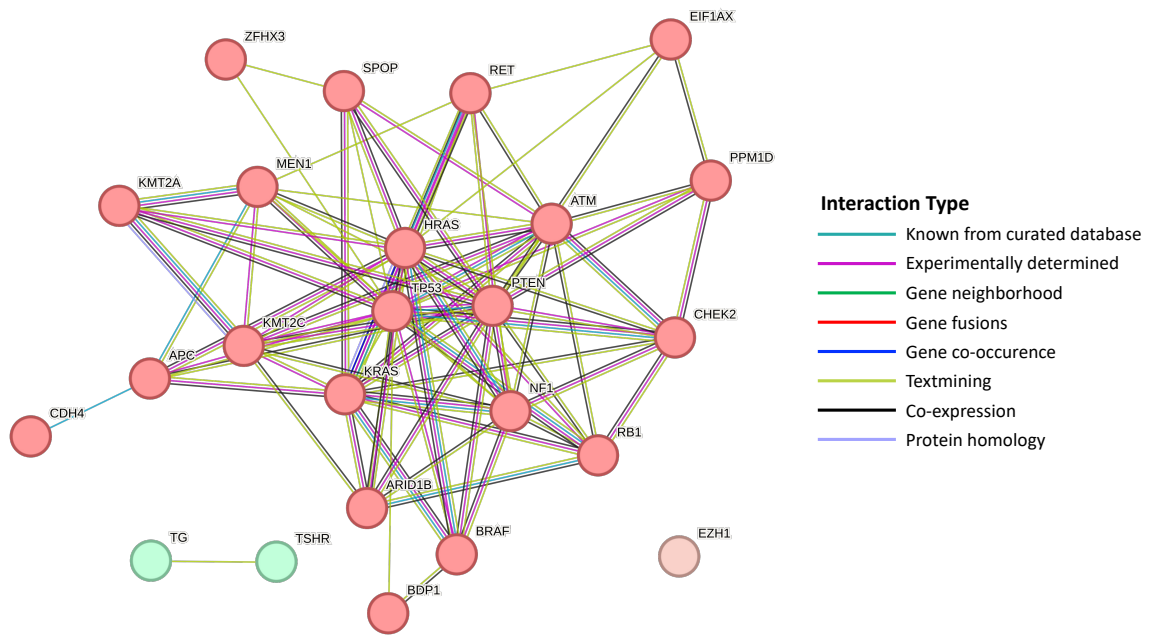 EIF1AX
ZFHX3
SPOP
RET
PPM1D
MEN1
KMT2A
ATM
HRAS
PTEN
TP53
CHEK2
KMT2C
APC
KRAS
NF1
CDH4
RB1
ARID1B
BRAF
EZH1
TG
TSHR
BDP1
Interaction Type
Known from curated database
Experimentally determined
Gene neighborhood
Gene fusions
Gene co-occurence
Textmining
Co-expression
Protein homology